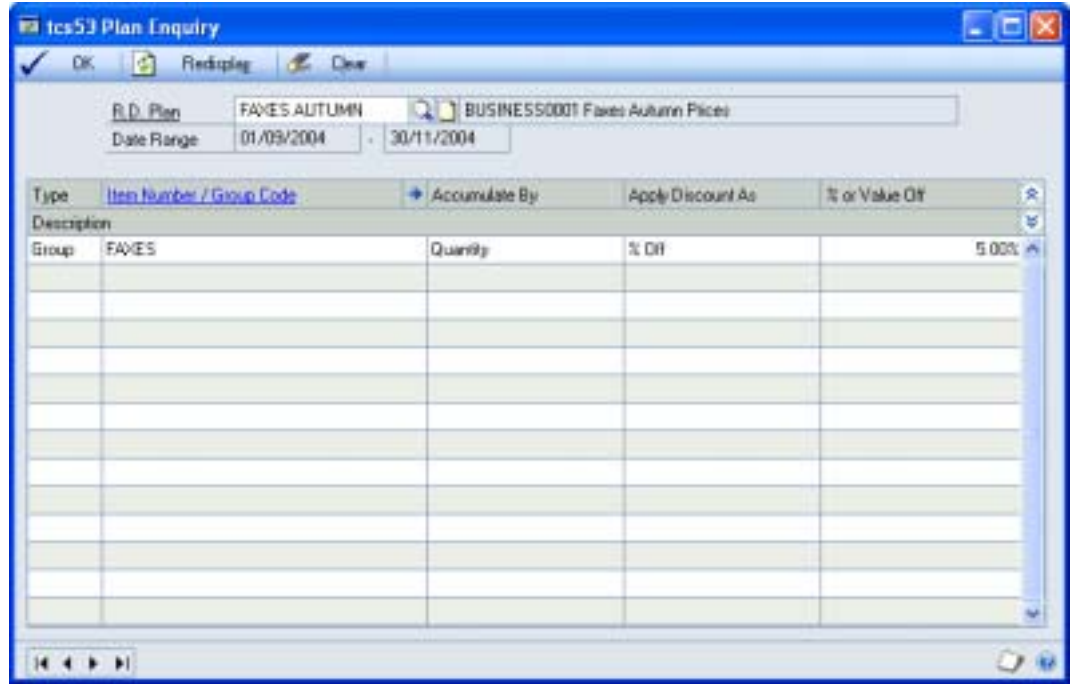 tcs53 Plan Enquiry
OK Redisplay Clear
R.D. Plan FAXES AUTUMN BUSINESS0001 Faxes Autumn Prices
Date Range 01/09/2004 - 30/11/2004
Type Item Number / Group Code Accumulate By Apply Discount As % or Value Off
Description
Group FAXES Quantity % Off 5.00%